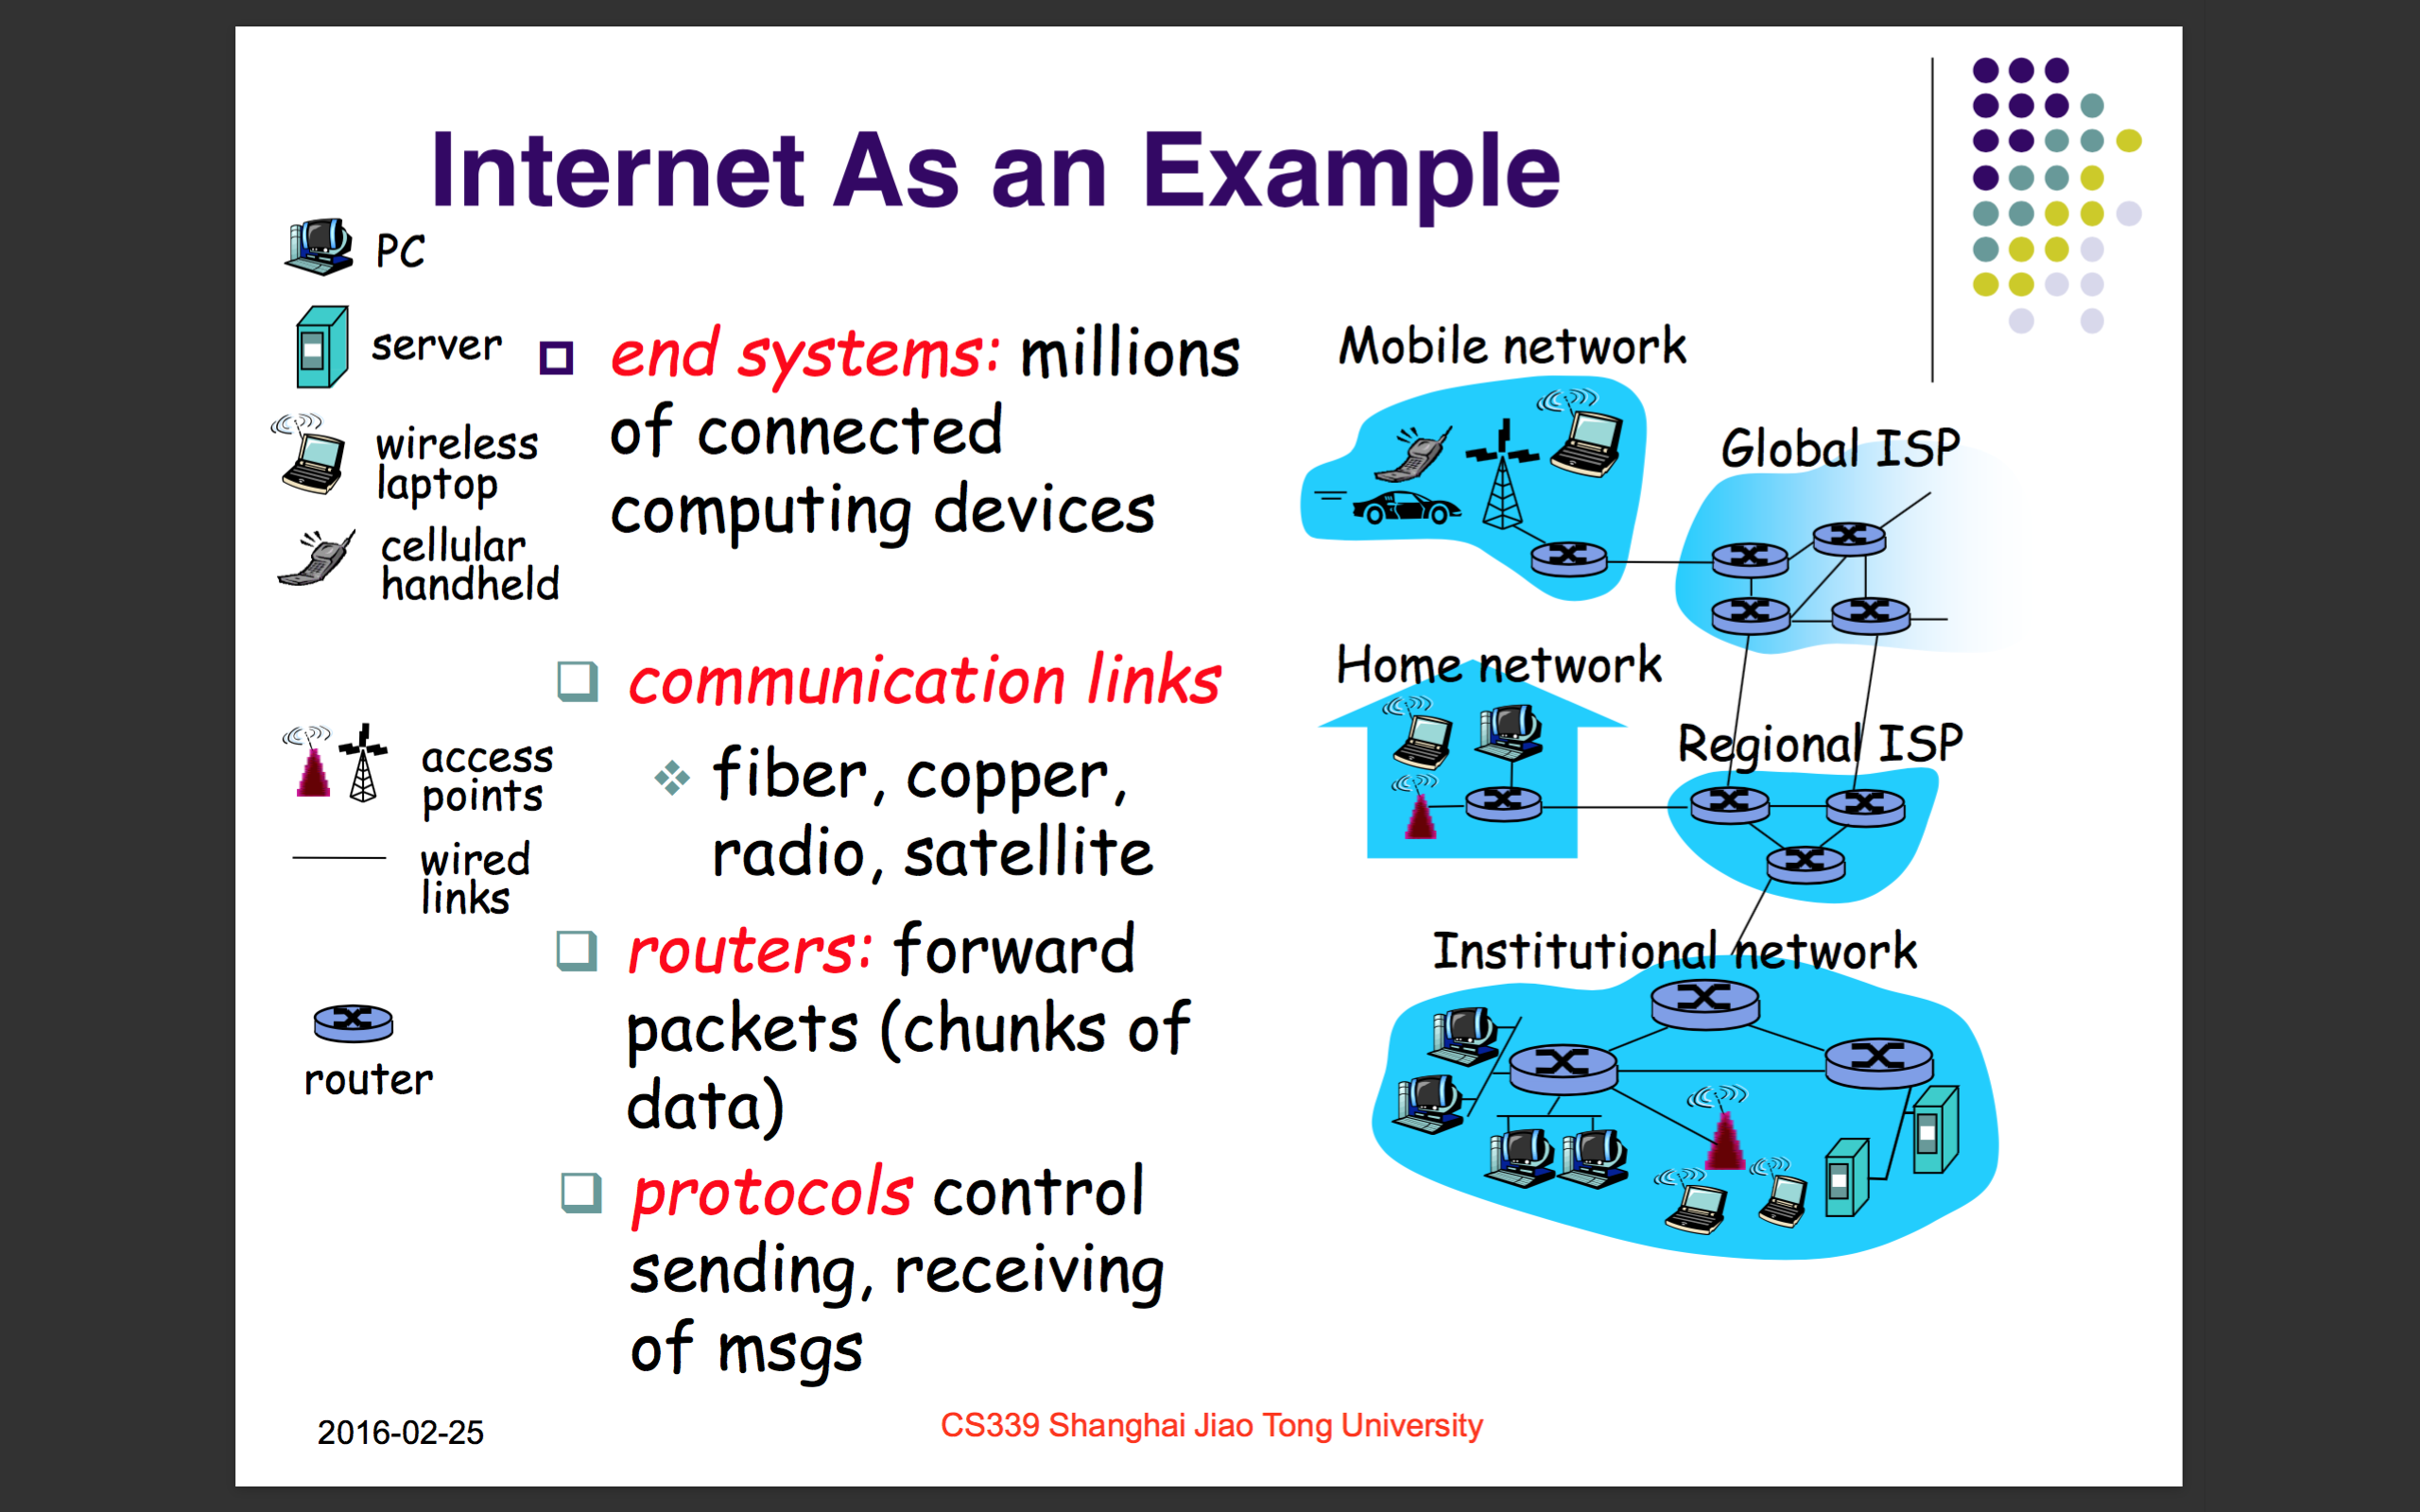 Internet As an Example
PC
server
wireless
laptop
cellular
handheld
access
points
wired
links
router
end systems: millions
of connected
computing devices
communication links
fiber, copper,
radio, satellite
routers: forward
packets (chunks of
data)
protocols control
sending, receiving
of msgs
Mobile network
Global ISP
Home network
Regional ISP
Institutional network
2016-02-25
CS339 Shanghai Jiao Tong University